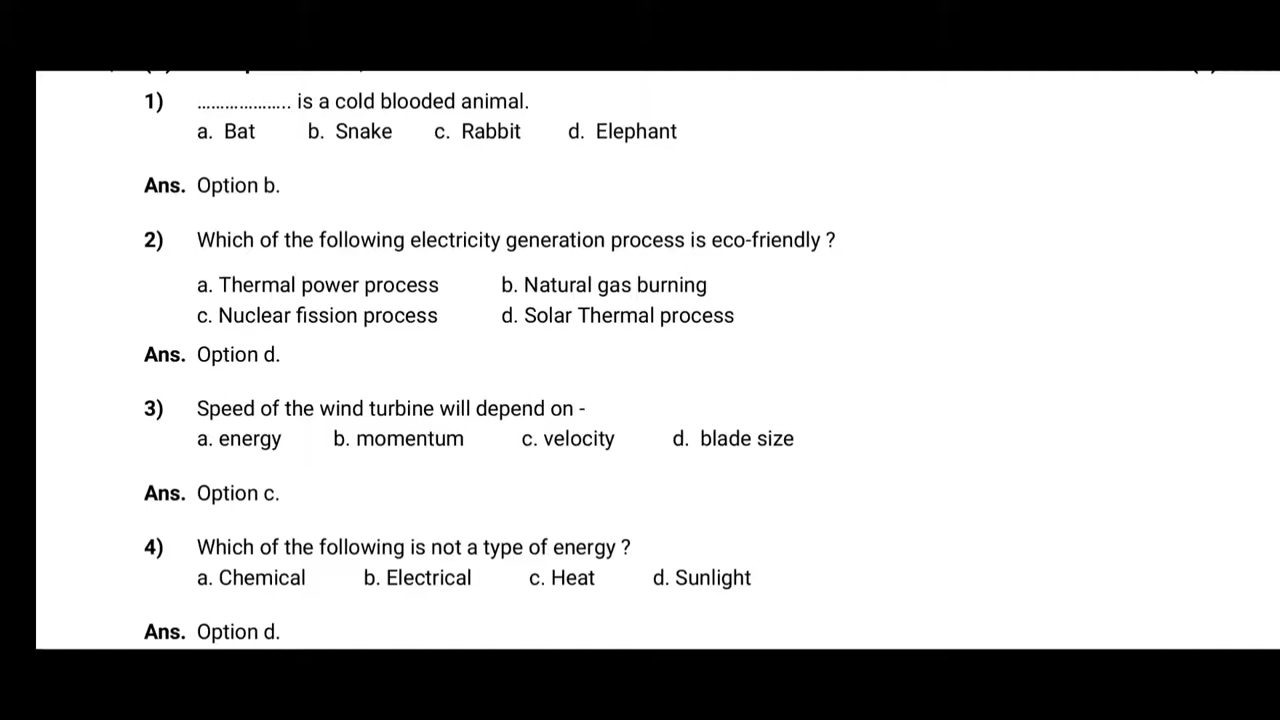 1) .................... is a cold blooded animal.
a. Bat b. Snake c. Rabbit d. Elephant
Ans. Option b.
2) Which of the following electricity generation process is eco-friendly ?
a. Thermal power process b. Natural gas burning
c. Nuclear fission process d. Solar Thermal process
Ans. Option d.
3) Speed of the wind turbine will depend on -
a. energy b. momentum c. velocity d. blade size
Ans. Option c.
4) Which of the following is not a type of energy ?
a. Chemical b. Electrical c. Heat d. Sunlight
Ans. Option d.